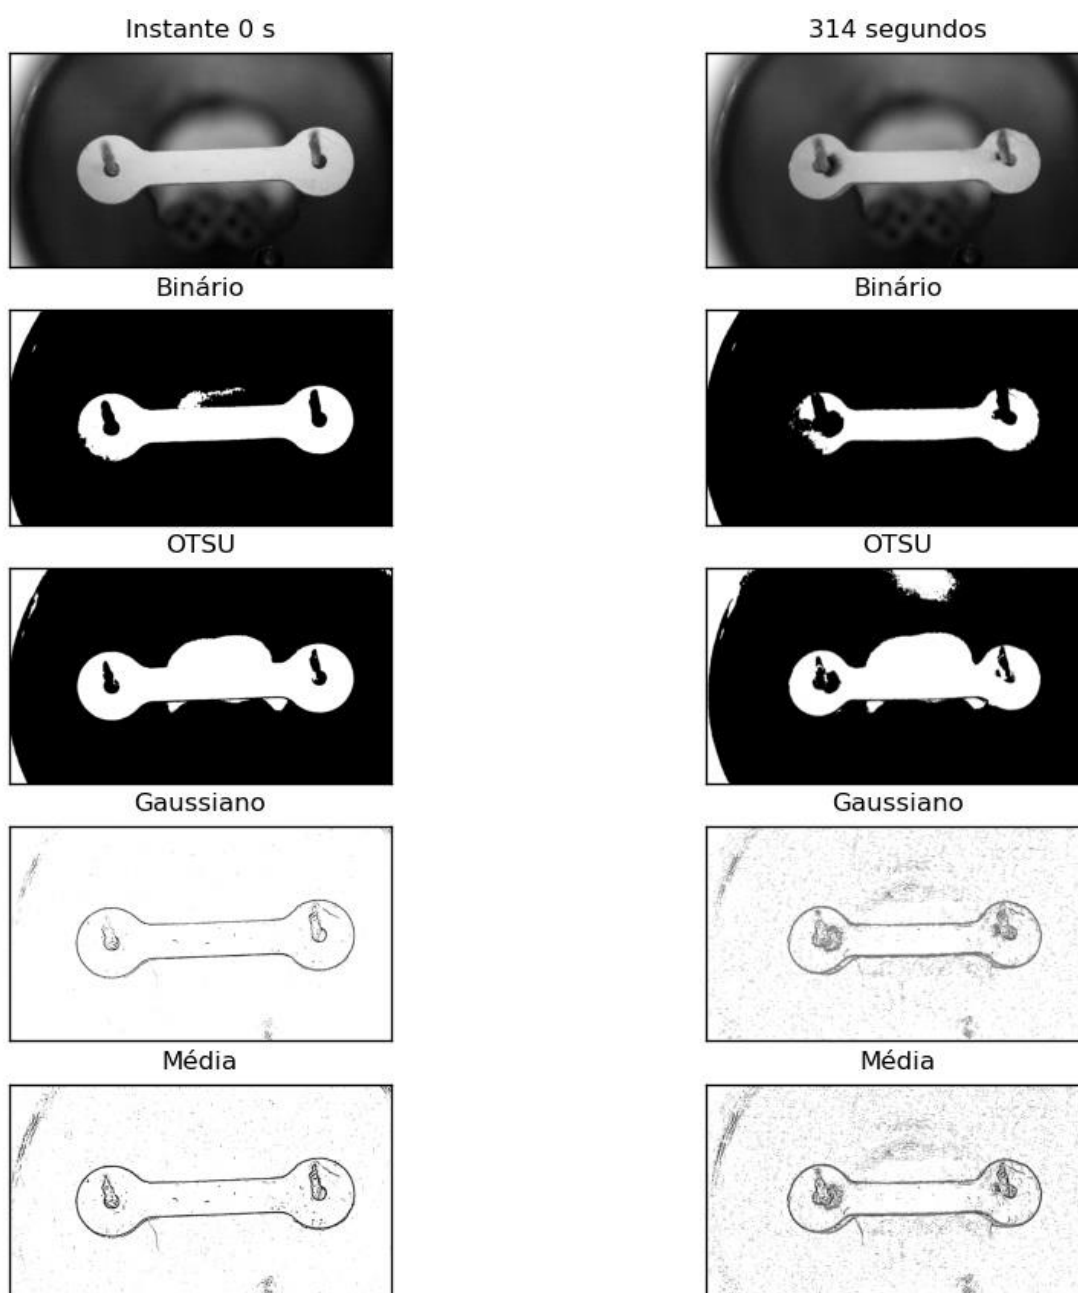 Instante 0 s
314 segundos
Binário
Binário
OTSU
OTSU
Gaussiano
Gaussiano
Média
Média